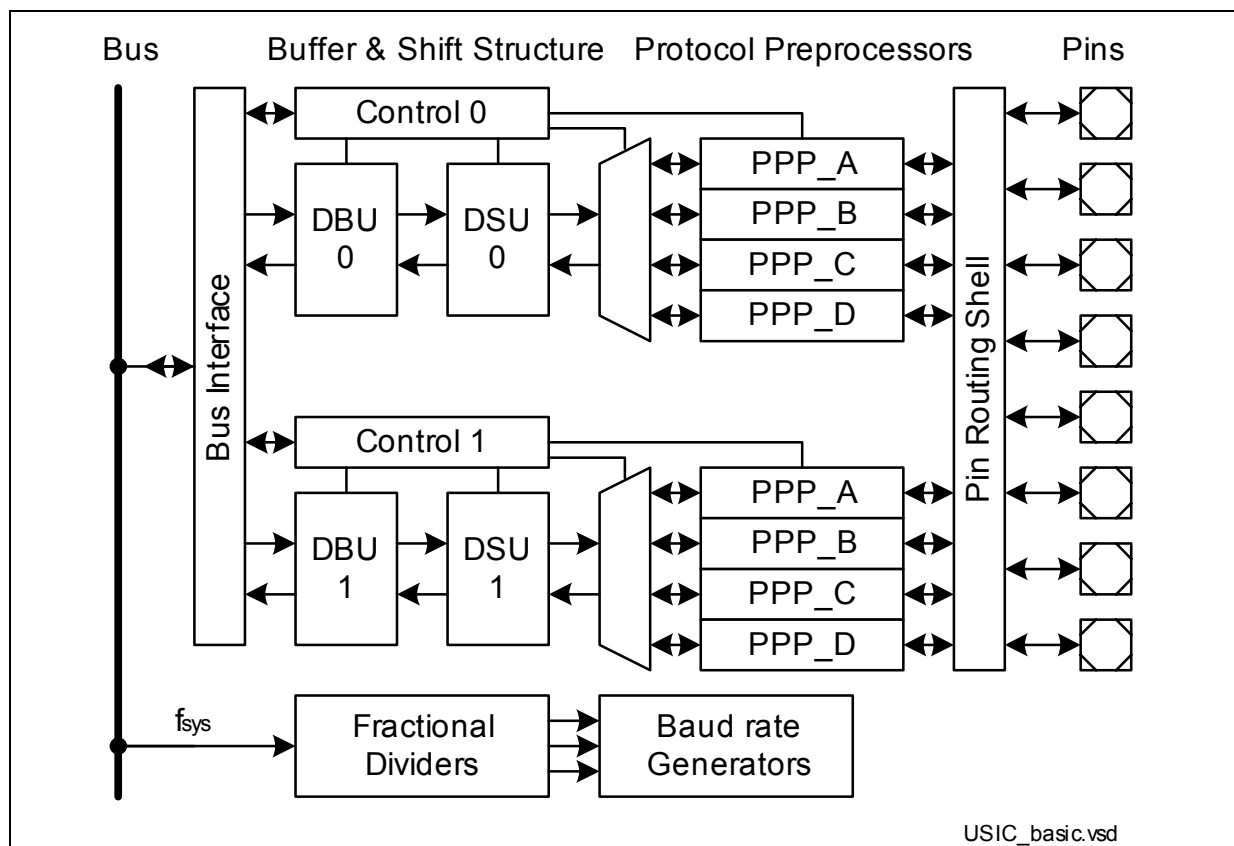 Bus
Buffer & Shift Structure
Protocol Preprocessors
Pins
Control 0
DBU
0
DSU
0
PPP_A
PPP_B
PPP_C
PPP_D
Bus Interface
Pin Routing Shell
Control 1
DBU
1
DSU
1
PPP_A
PPP_B
PPP_C
PPP_D
fsys
Fractional
Dividers
Baud rate
Generators
USIC_basic.vsd